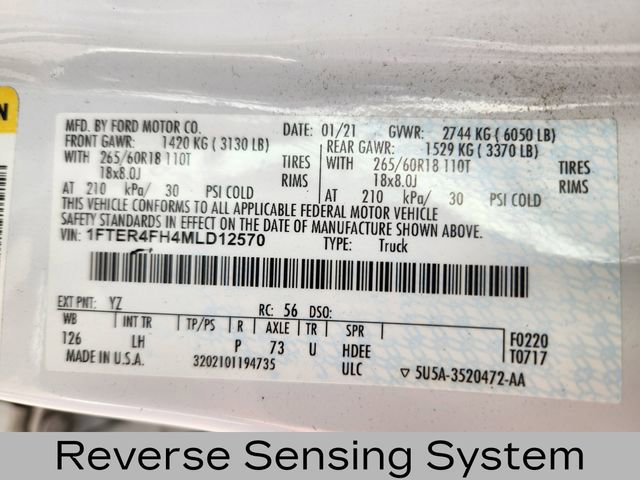 N
MFD. BY FORD MOTOR CO. DATE: 01/21 GVWR: 2744 KG ( 6050 LB)
FRONT GAWR: 1420 KG ( 3130 LB) REAR GAWR: 1529 KG ( 3370 LB)
WITH 265/60R18 110T TIRES WITH 265/60R18 110T TIRES
18x8.0J RIMS 18x8.0J RIMS
AT 210 kPa/ 30 PSI COLD AT 210 kPa/ 30 PSI COLD
THIS VEHICLE CONFORMS TO ALL APPLICABLE FEDERAL MOTOR VEHICLE
SAFETY STANDARDS IN EFFECT ON THE DATE OF MANUFACTURE SHOWN ABOVE.
VIN: 1FTER4FH4MLD12570 TYPE: Truck
EXT PNT: YZ RC: 56 DSO:
WB INT TR TP/PS R AXLE TR SPR F0220
126 LH P 73 U HDEE T0717
MADE IN U.S.A. 3202101194735 ULC ▽ 5U5A-3520472-AA
Reverse Sensing System